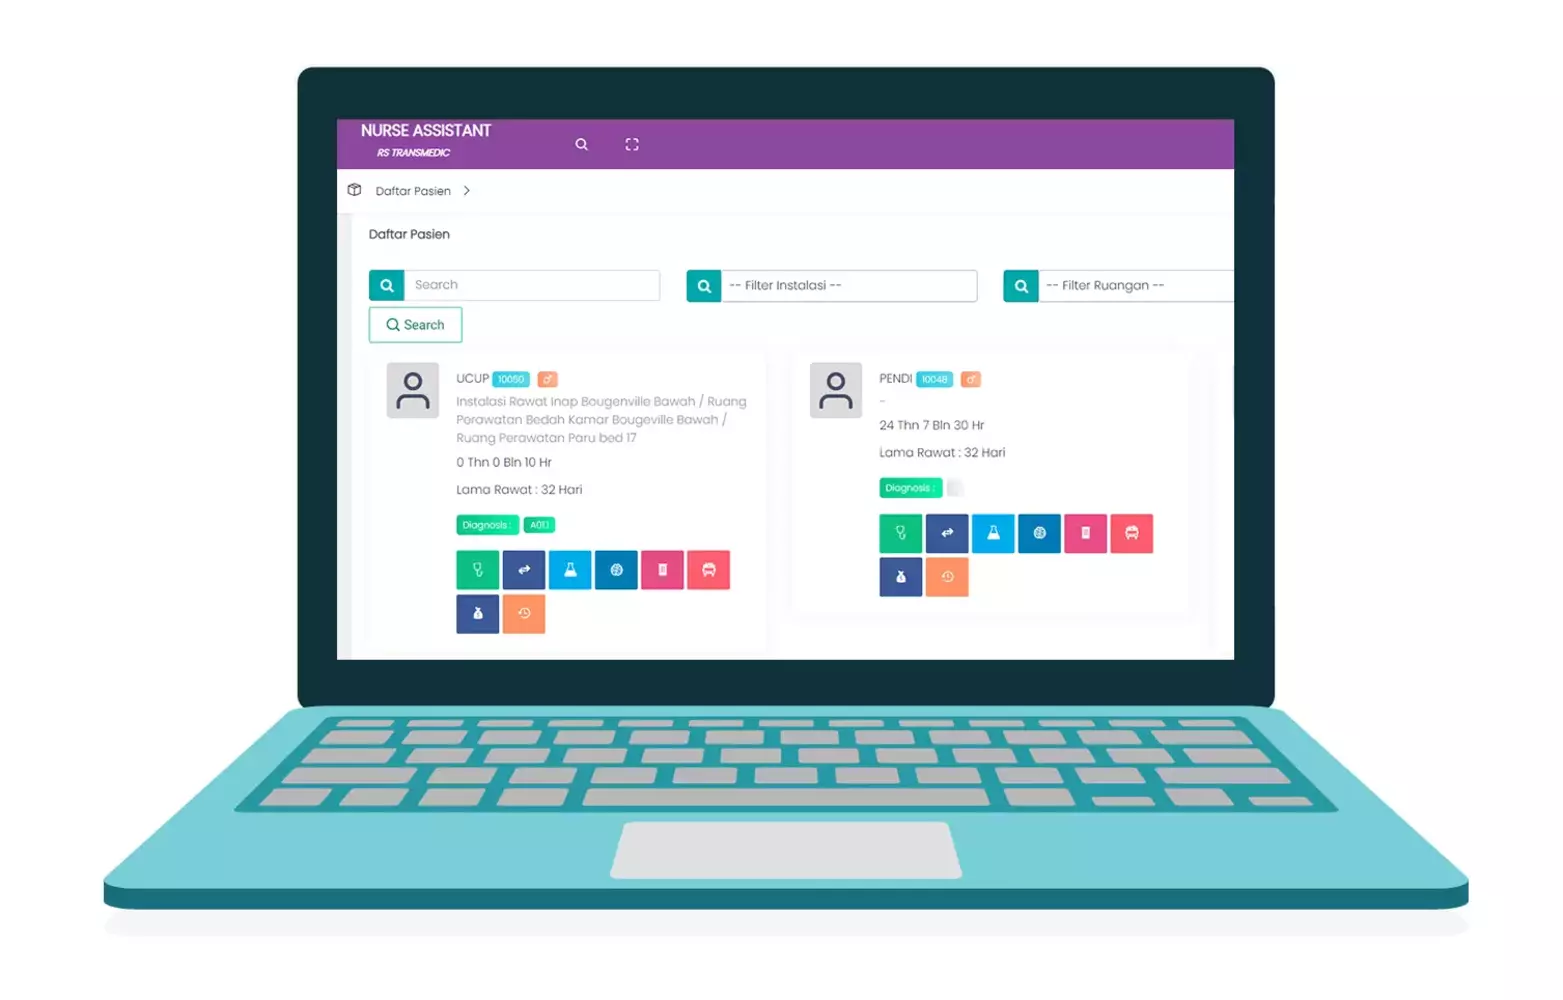 NURSE ASSISTANT
RS TRANSMEDIC
Daftar Pasien
Daftar Pasien
Search
-- Filter Instalasi --
-- Filter Ruangan --
Search
UCUP 10050
Instalasi Rawat Inap Bougenville Bawah / Ruang
Perawatan Bedah Kamar Bougeville Bawah /
Ruang Perawatan Paru bed 17
0 Thn 0 Bln 10 Hr
Lama Rawat : 32 Hari
Diagnosis :
PENDI 10048
-
24 Thn 7 Bln 30 Hr
Lama Rawat : 32 Hari
Diagnosis :